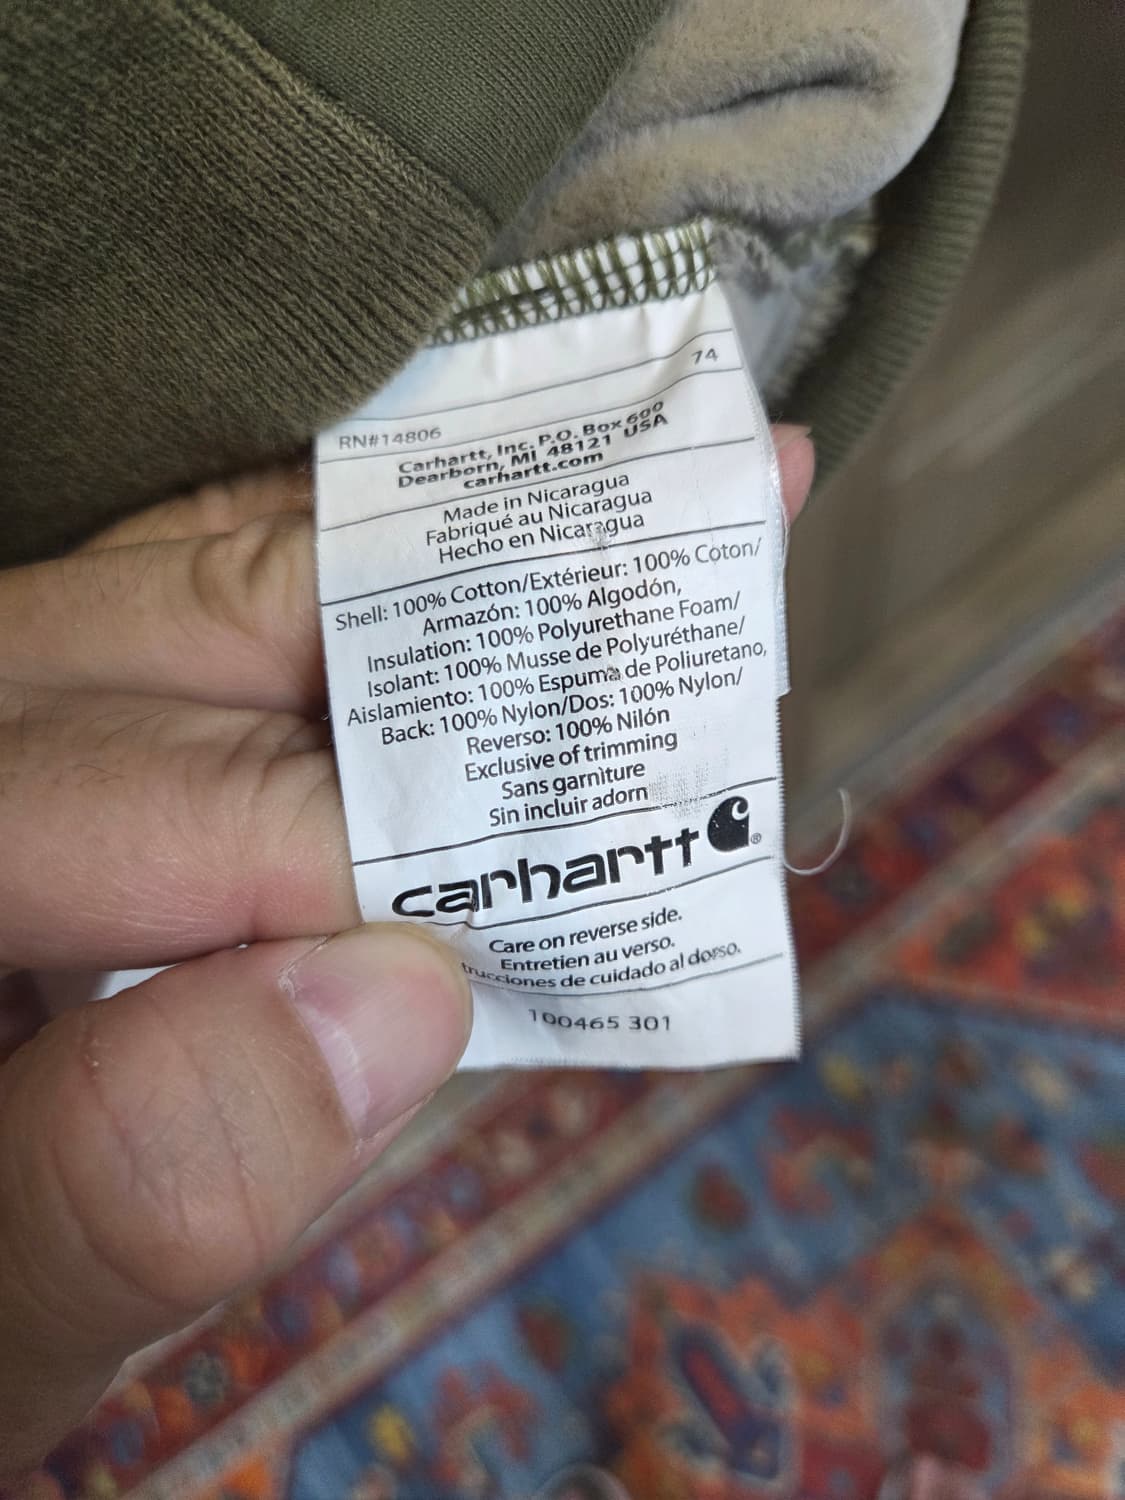 74
RN#14806
Carhartt, Inc. P.O. Box 600
Dearborn, MI 48121 USA
carhartt.com
Made in Nicaragua
Fabriqué au Nicaragua
Hecho en Nicaragua
Shell: 100% Cotton/Extérieur: 100% Coton/
Armazón: 100% Algodón,
Insulation: 100% Polyurethane Foam/
Isolant: 100% Musse de Polyuréthane/
Aislamiento: 100% Espuma de Poliuretano,
Back: 100% Nylon/Dos: 100% Nylon/
Reverso: 100% Nilón
Exclusive of trimming
Sans garniture
Sin incluir adorn
carhartt ®
Care on reverse side.
Entretien au verso.
trucciones de cuidado al dorso.
100465 301